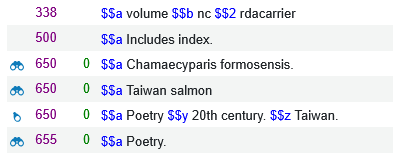 338 $$a volume $$b nc $$2 rdacarrier
500 $$a Includes index.
650 0 $$a Chamaecyparis formosensis.
650 0 $$a Taiwan salmon
650 0 $$a Poetry $$y 20th century. $$z Taiwan.
655 0 $$a Poetry.